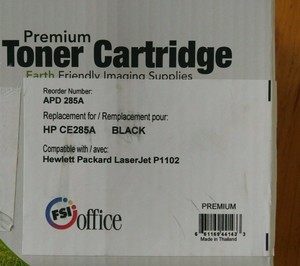 Premium
Toner Cartridge
Earth Friendly Imaging Supplies
Reorder Number:
APD 285A
Replacement for / Remplacement pour:
HP CE285A BLACK
Compatible with / avec:
Hewlett Packard LaserJet P1102
FSI office
PREMIUM
Made in Thailand